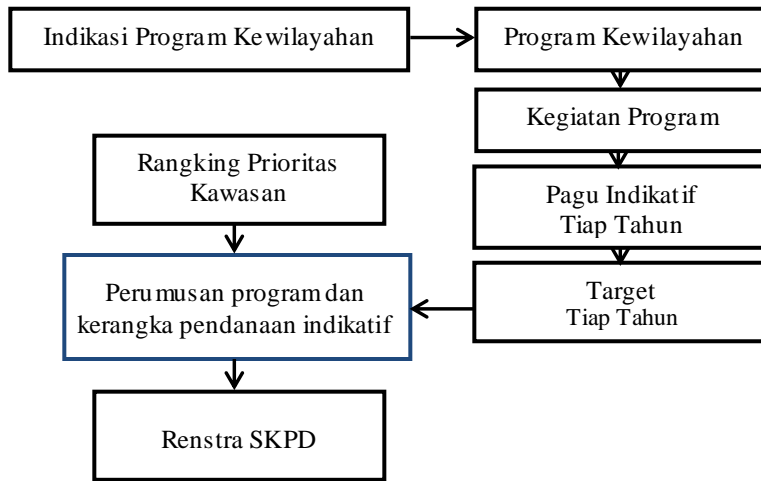 Indikasi Program Kewilayahan
Program Kewilayahan
Kegiatan Program
Rangking Prioritas
Kawasan
Pagu Indikatif
Tiap Tahun
Perumusan program dan
kerangka pendanaan indikatif
Target
Tiap Tahun
Renstra SKPD